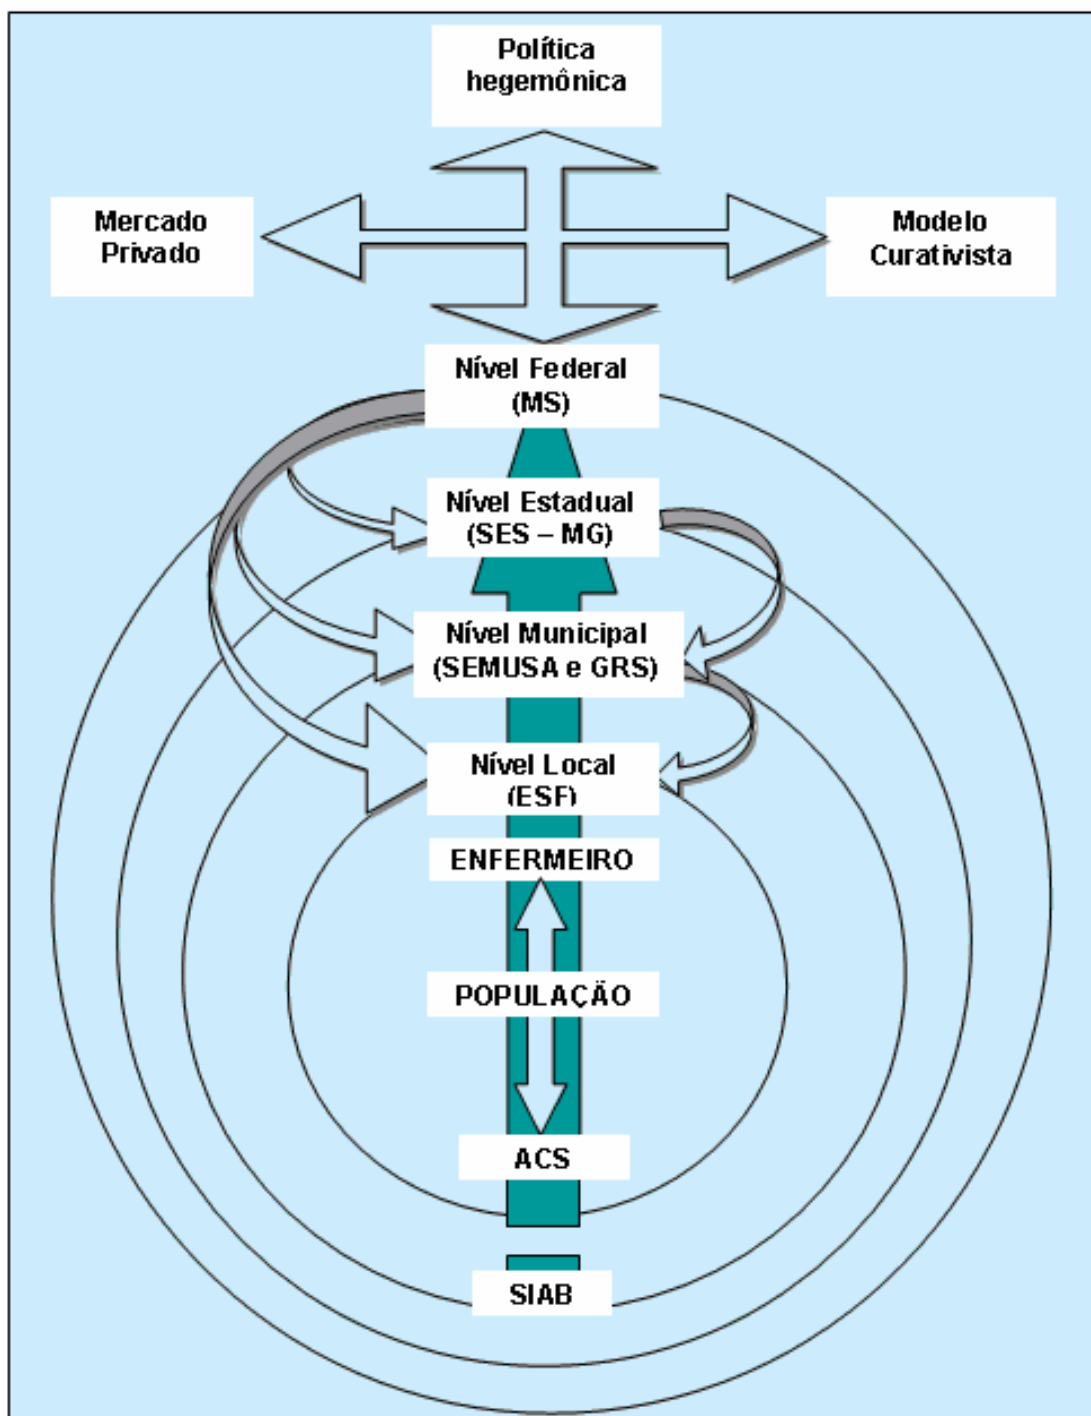 Política
hegemônica
Mercado
Privado
Modelo
Curativista
Nível Federal
(MS)
Nível Estadual
(SES – MG)
Nível Municipal
(SEMUSA e GRS)
Nível Local
(ESF)
ENFERMEIRO
POPULAÇÃO
ACS
SIAB